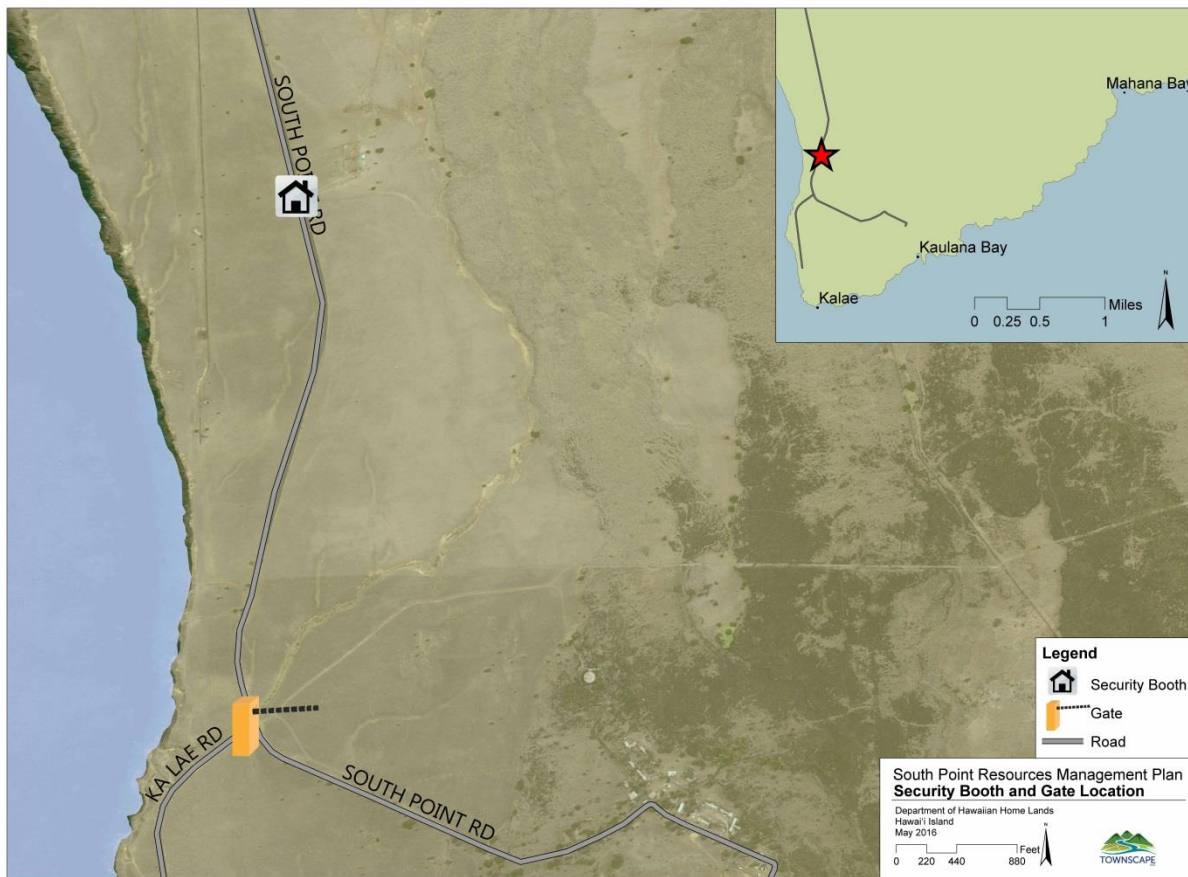 SOUTH POINT RD
Mahana Bay
Kaulana Bay
Kalae
N
Miles
0 0.25 0.5 1
KA LAE RD
SOUTH POINT RD
Legend
Security Booth
Gate
Road
South Point Resources Management Plan
Security Booth and Gate Location
Department of Hawaiian Home Lands
Hawai'i Island
May 2016
N
Feet
0 220 440 880
TOWNSCAPE